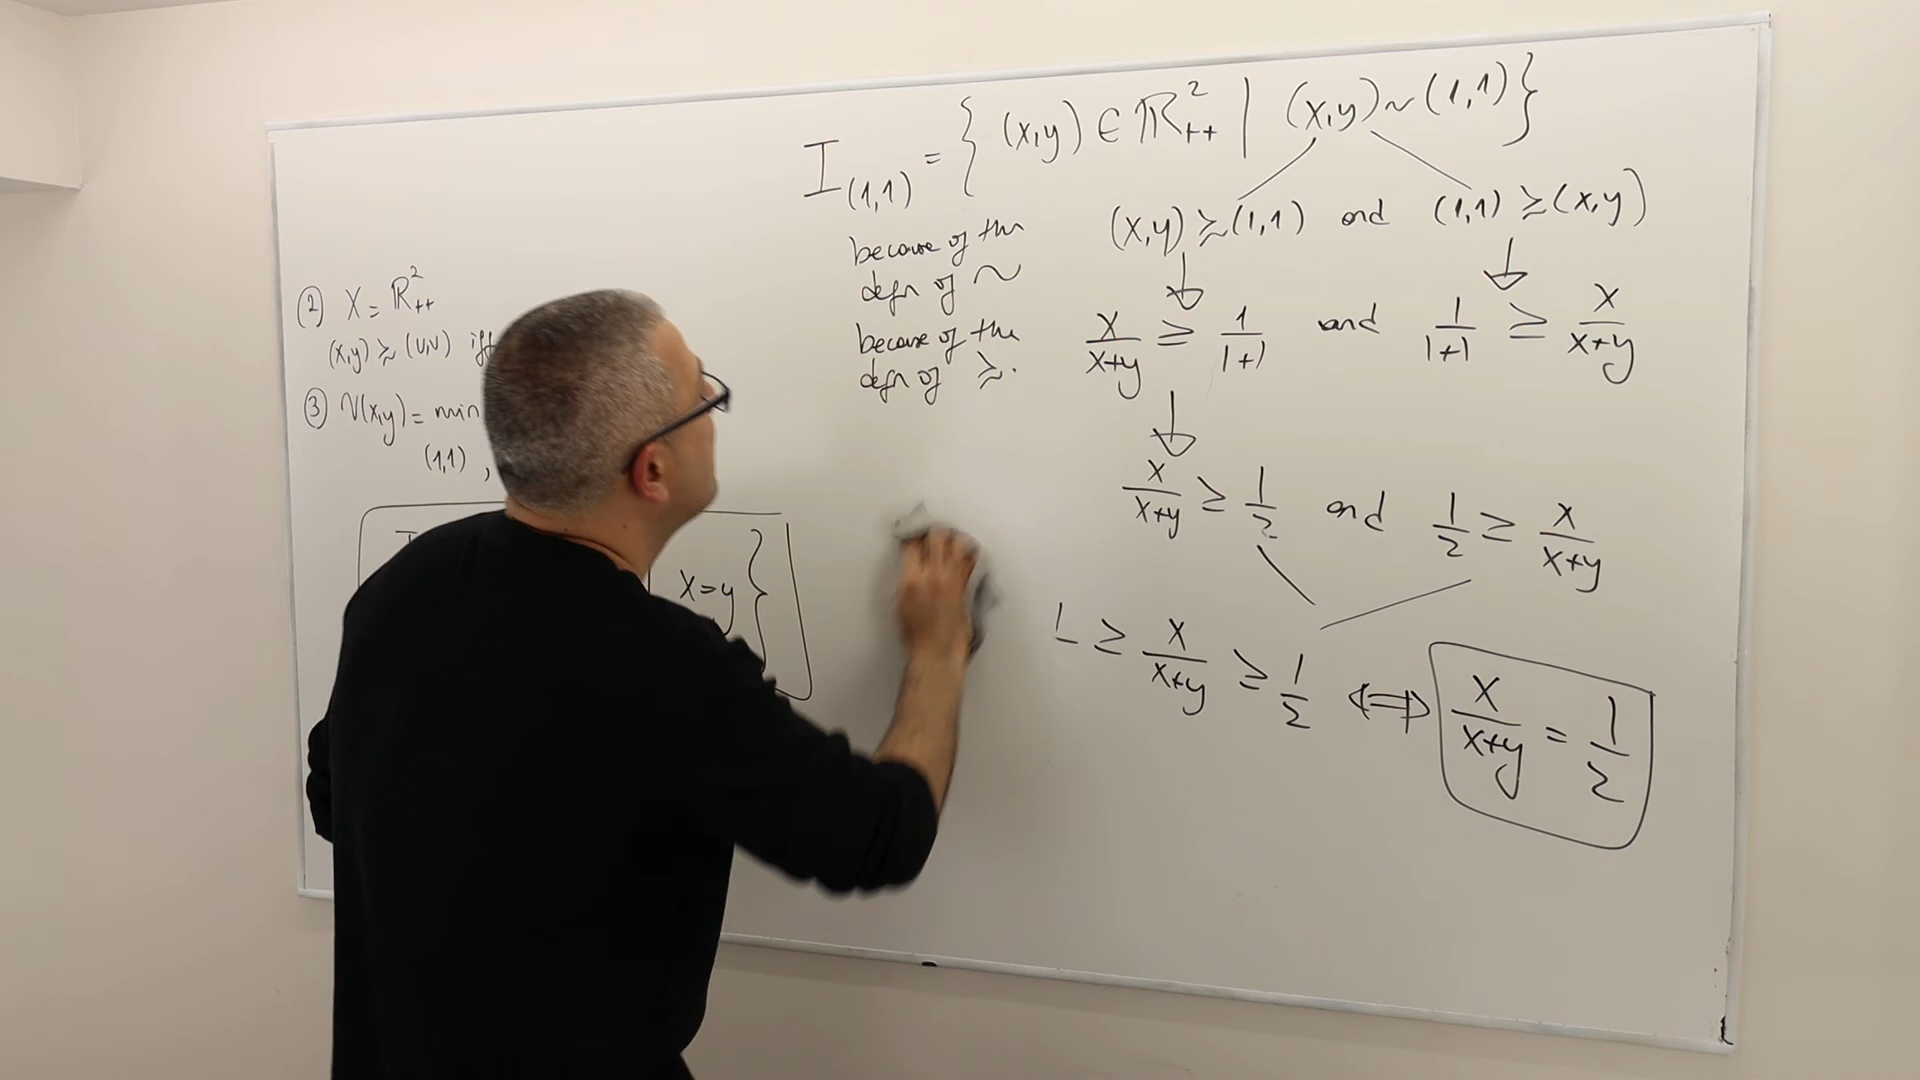 ② X = ℝ²₊₊
(x,y) ≿ (u,v) iff
③ V(x,y) = min
(1,1) ,
x=y }
I₍₁,₁₎ = { (x,y) ∈ ℝ²₊₊ | (x,y) ~ (1,1) }
because of the
defn of ~
because of the
defn of ≿.
(x,y) ≿ (1,1) and (1,1) ≿ (x,y)
x/(x+y) ≥ 1/(1+1) and 1/(1+1) ≥ x/(x+y)
x/(x+y) ≥ 1/2 and 1/2 ≥ x/(x+y)
≥ x/(x+y) ≥ 1/2 ⟺ x/(x+y) = 1/2